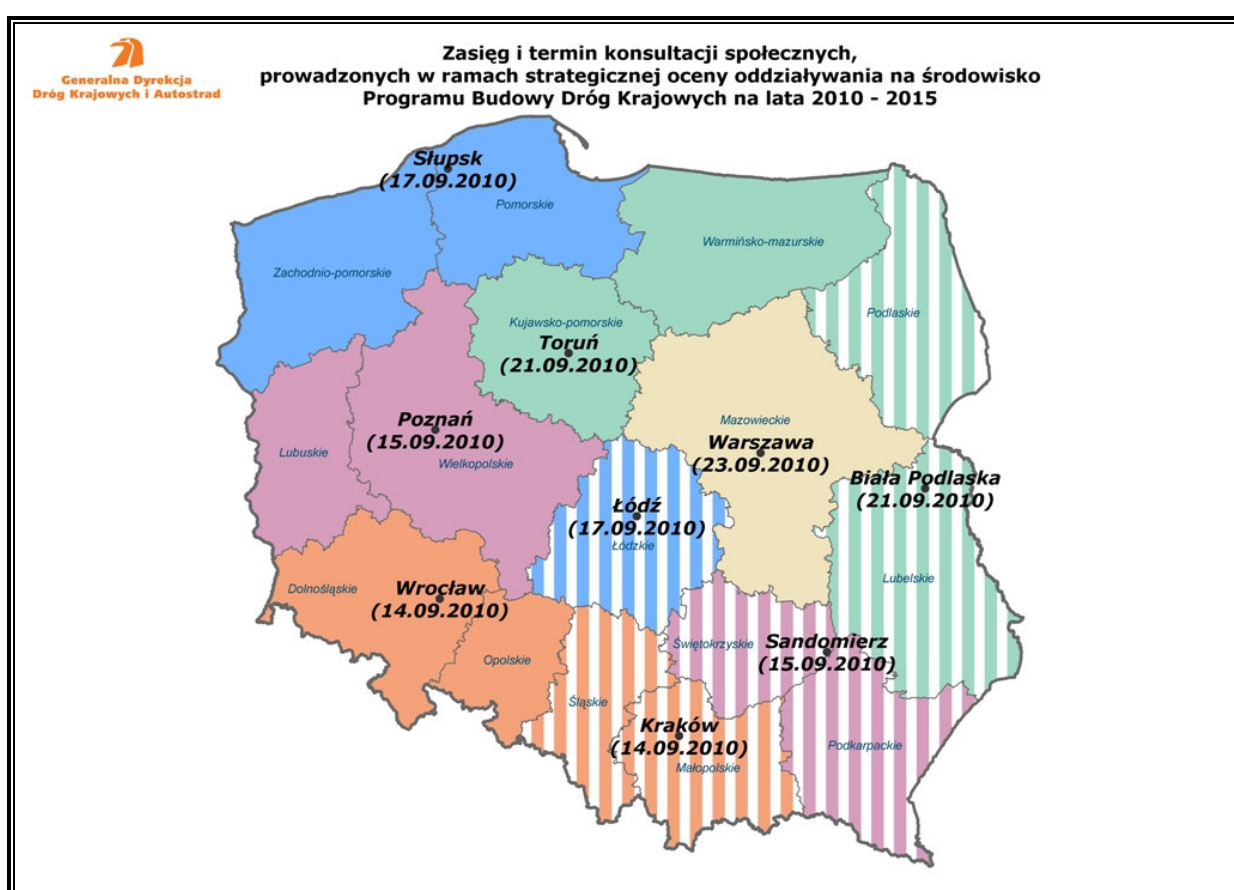 Generalna Dyrekcja
Dróg Krajowych i Autostrad
Zasięg i termin konsultacji społecznych,
prowadzonych w ramach strategicznej oceny oddziaływania na środowisko
Programu Budowy Dróg Krajowych na lata 2010 - 2015
Słupsk
(17.09.2010)
Pomorskie
Zachodnio-pomorskie
Warmińsko-mazurskie
Podlaskie
Kujawsko-pomorskie
Toruń
(21.09.2010)
Poznań
(15.09.2010)
Wielkopolskie
Lubuskie
Mazowieckie
Warszawa
(23.09.2010)
Biała Podlaska
(21.09.2010)
Łódź
(17.09.2010)
Łódzkie
Lubelskie
Dolnośląskie
Wrocław
(14.09.2010)
Opolskie
Śląskie
Świętokrzyskie
Sandomierz
(15.09.2010)
Kraków
(14.09.2010)
Małopolskie
Podkarpackie